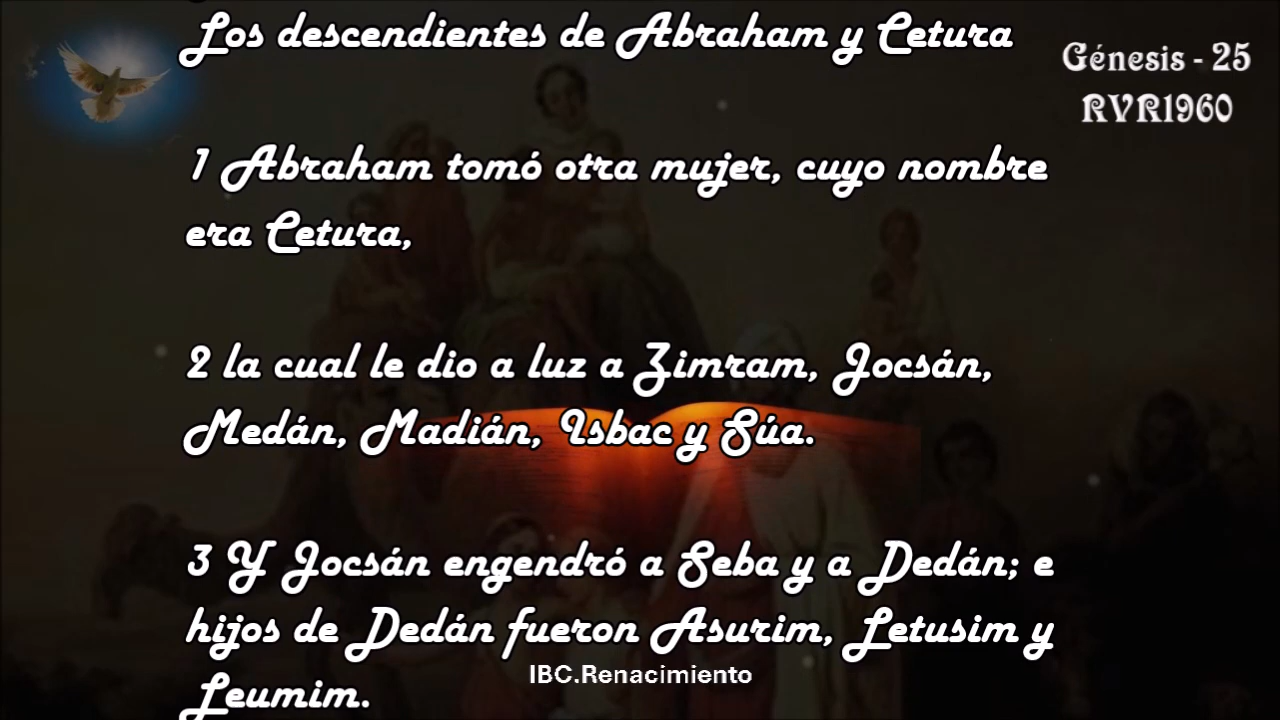 Los descendientes de Abraham y Cetura
Génesis - 25
RVR1960
1 Abraham tomó otra mujer, cuyo nombre
era Cetura,
2 la cual le dio a luz a Zimram, Jocsán,
Medán, Madián, Isbac y Súa.
3 Y Jocsán engendró a Seba y a Dedán; e
hijos de Dedán fueron Asurim, Letusim y
Leumim.
IBC.Renacimiento